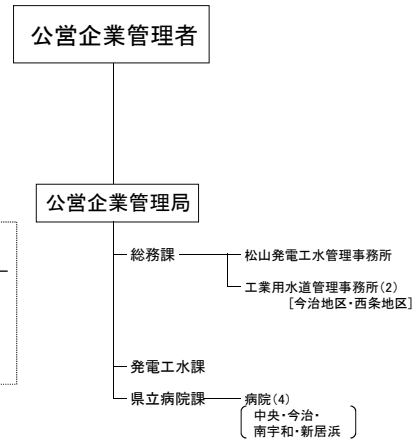 公営企業管理者
公営企業管理局
総務課
松山発電工水管理事務所
工業用水道管理事務所(2)
[今治地区・西条地区]
発電工水課
県立病院課
病院(4)
中央・今治・
南宇和・新居浜